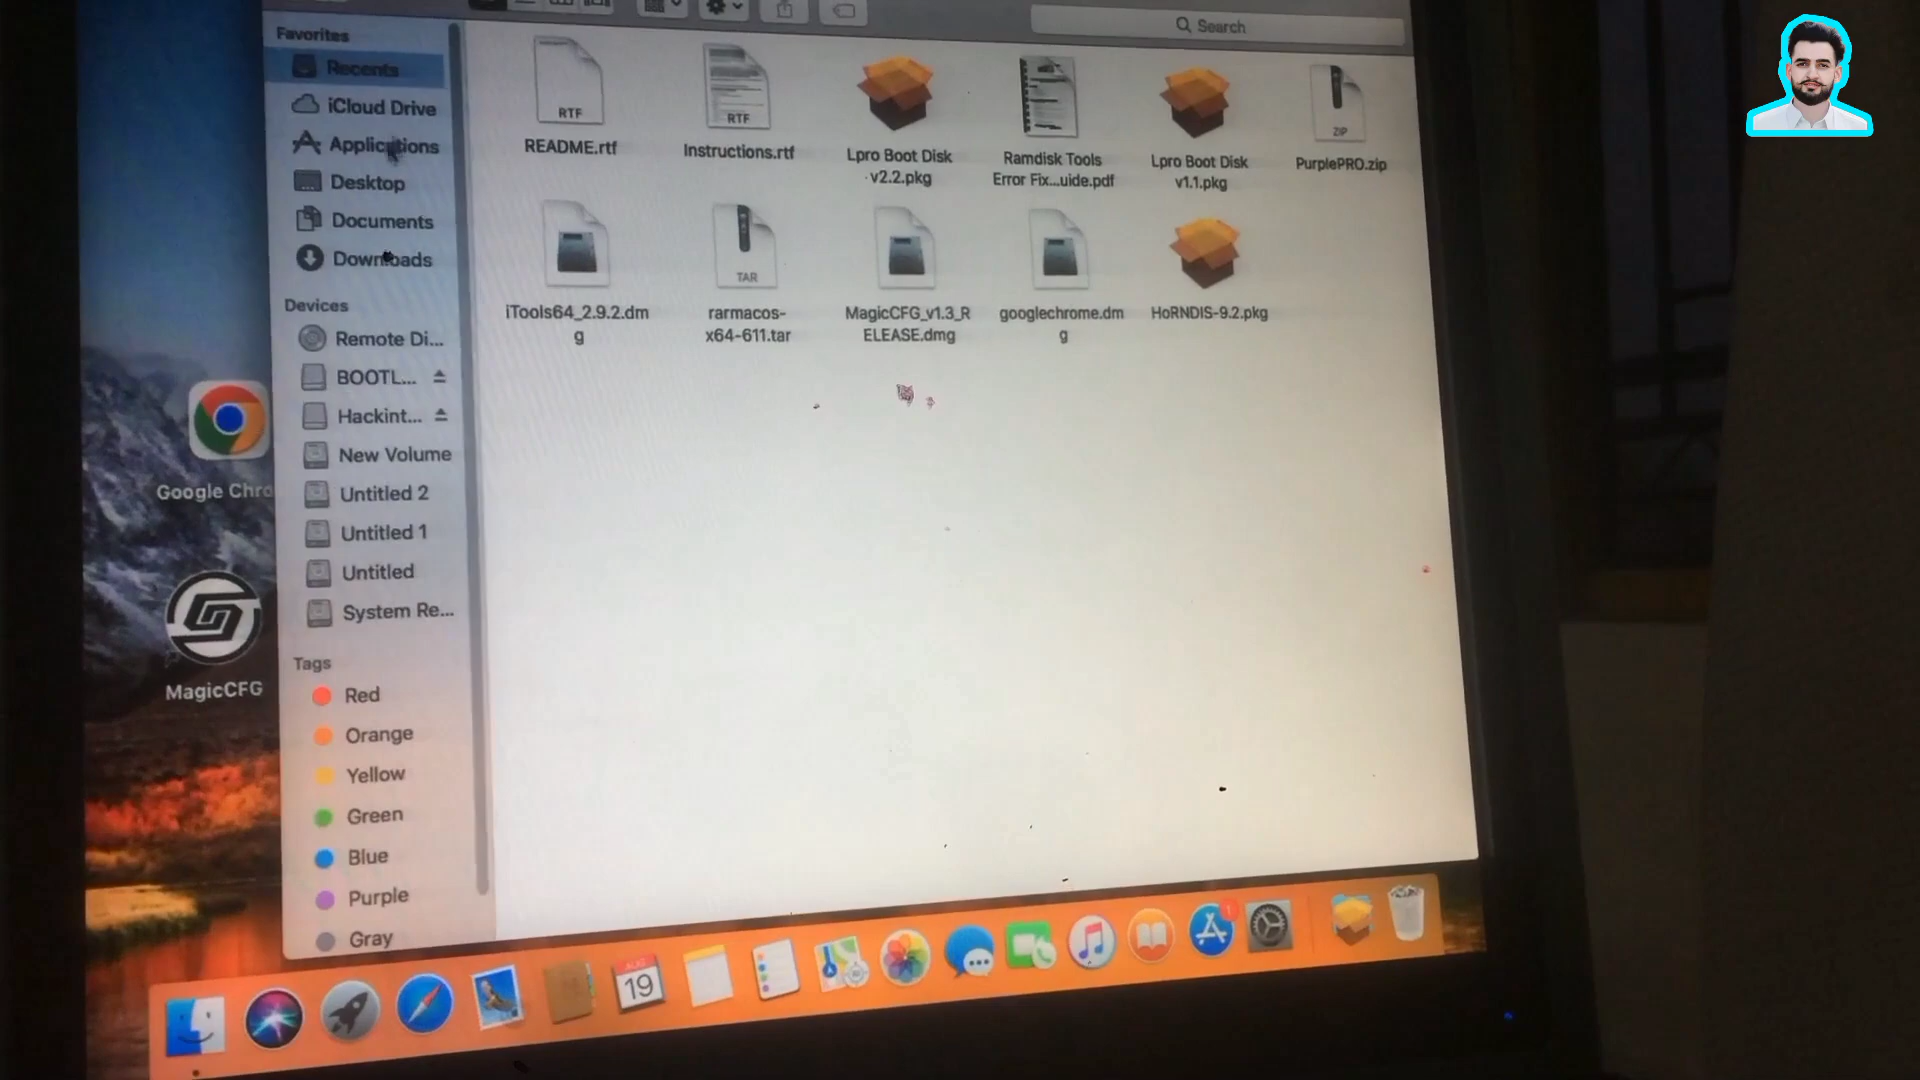 Search
Favorites
Recents
iCloud Drive
Applications
Desktop
Documents
Downloads
Devices
Remote Di...
BOOTL...
Hackint...
New Volume
Untitled 2
Untitled 1
Untitled
System Re...
Tags
Red
Orange
Yellow
Green
Blue
Purple
Gray
RTF
README.rtf
RTF
Instructions.rtf
Lpro Boot Disk
v2.2.pkg
Ramdisk Tools
Error Fix...uide.pdf
Lpro Boot Disk
v1.1.pkg
ZIP
PurplePRO.zip
iTools64_2.9.2.dm
g
TAR
rarmacos-
x64-611.tar
MagicCFG_v1.3_R
ELEASE.dmg
googlechrome.dm
g
HoRNDIS-9.2.pkg
Google Chro
MagicCFG
AUG
19